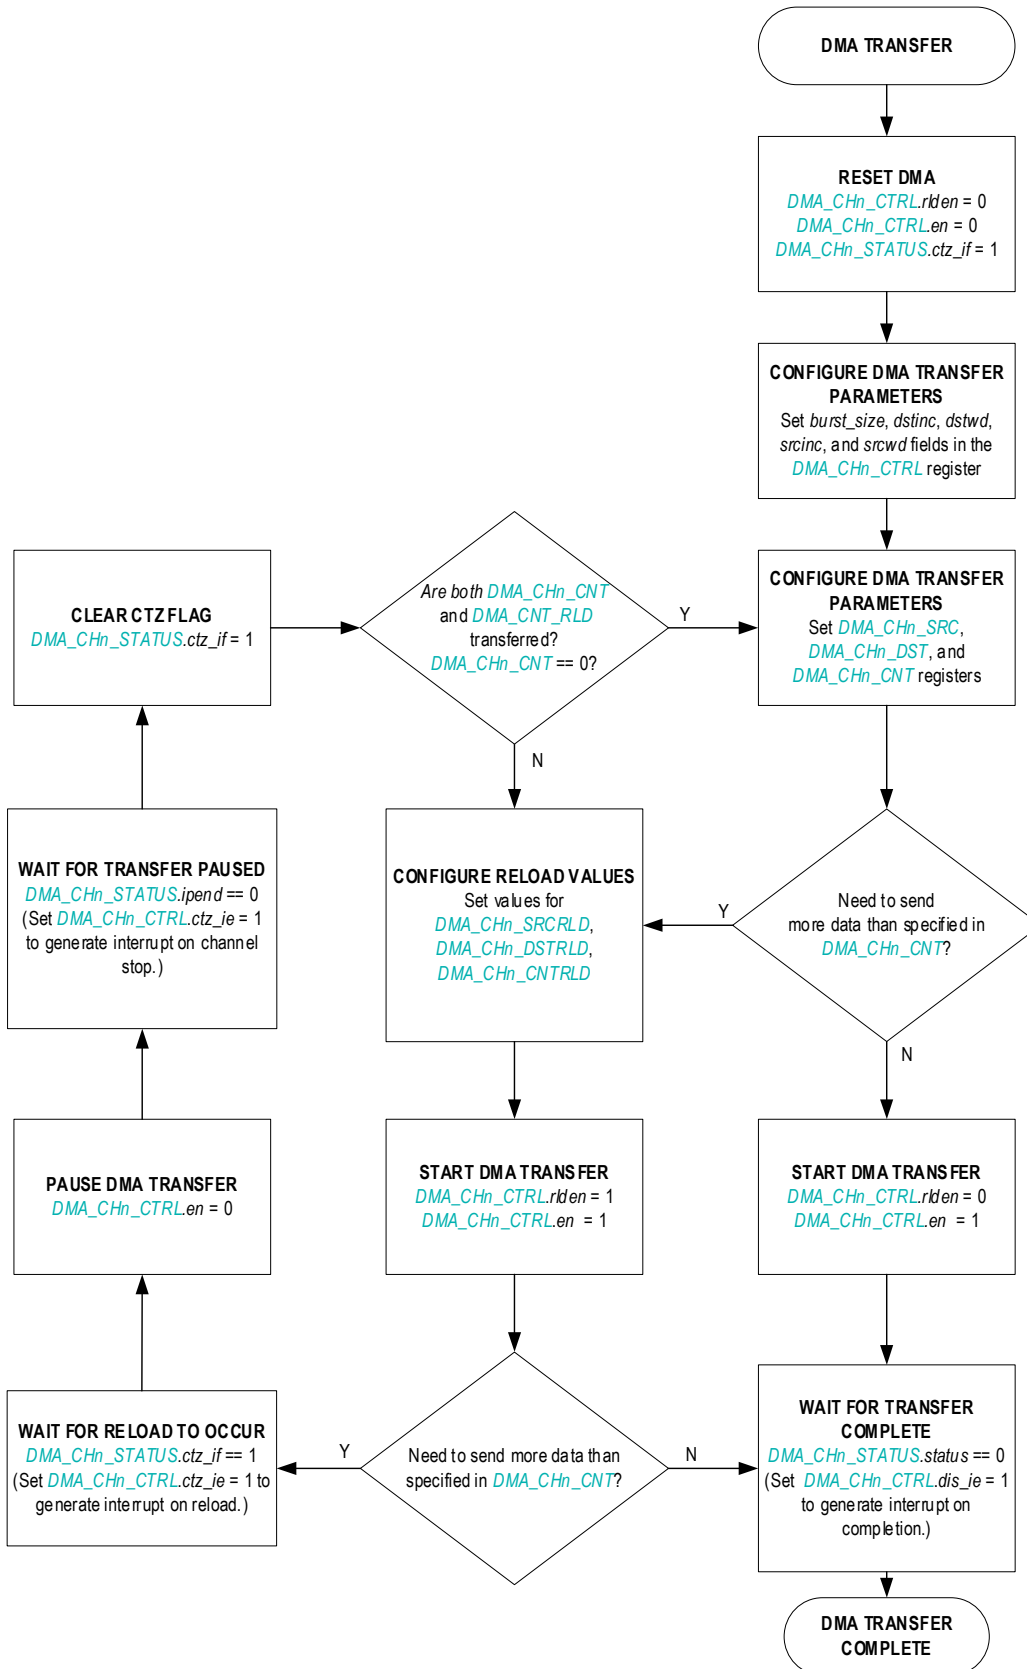 DMA TRANSFER
RESET DMA
DMA_CHn_CTRL.rlden = 0
DMA_CHn_CTRL.en = 0
DMA_CHn_STATUS.ctz_if = 1
CONFIGURE DMA TRANSFER
PARAMETERS
Set burst_size, dstinc, dstwd,
srcinc, and srcwd fields in the
DMA_CHn_CTRL register
CLEAR CTZ FLAG
DMA_CHn_STATUS.ctz_if = 1
Are both DMA_CHn_CNT
and DMA_CNT_RLD
transferred?
DMA_CHn_CNT == 0?
Y
N
CONFIGURE DMA TRANSFER
PARAMETERS
Set DMA_CHn_SRC,
DMA_CHn_DST, and
DMA_CHn_CNT registers
WAIT FOR TRANSFER PAUSED
DMA_CHn_STATUS.ipend == 0
(Set DMA_CHn_CTRL.ctz_ie = 1
to generate interrupt on channel
stop.)
CONFIGURE RELOAD VALUES
Set values for
DMA_CHn_SRCRLD,
DMA_CHn_DSTRLD,
DMA_CHn_CNTRLD
Y
Need to send
more data than specified in
DMA_CHn_CNT?
N
PAUSE DMA TRANSFER
DMA_CHn_CTRL.en = 0
START DMA TRANSFER
DMA_CHn_CTRL.rlden = 1
DMA_CHn_CTRL.en = 1
START DMA TRANSFER
DMA_CHn_CTRL.rlden = 0
DMA_CHn_CTRL.en = 1
WAIT FOR RELOAD TO OCCUR
DMA_CHn_STATUS.ctz_if == 1
(Set DMA_CHn_CTRL.ctz_ie = 1 to
generate interrupt on reload.)
Y
Need to send more data than
specified in DMA_CHn_CNT?
N
WAIT FOR TRANSFER
COMPLETE
DMA_CHn_STATUS.status == 0
(Set DMA_CHn_CTRL.dis_ie = 1
to generate interrupt on
completion.)
DMA TRANSFER
COMPLETE